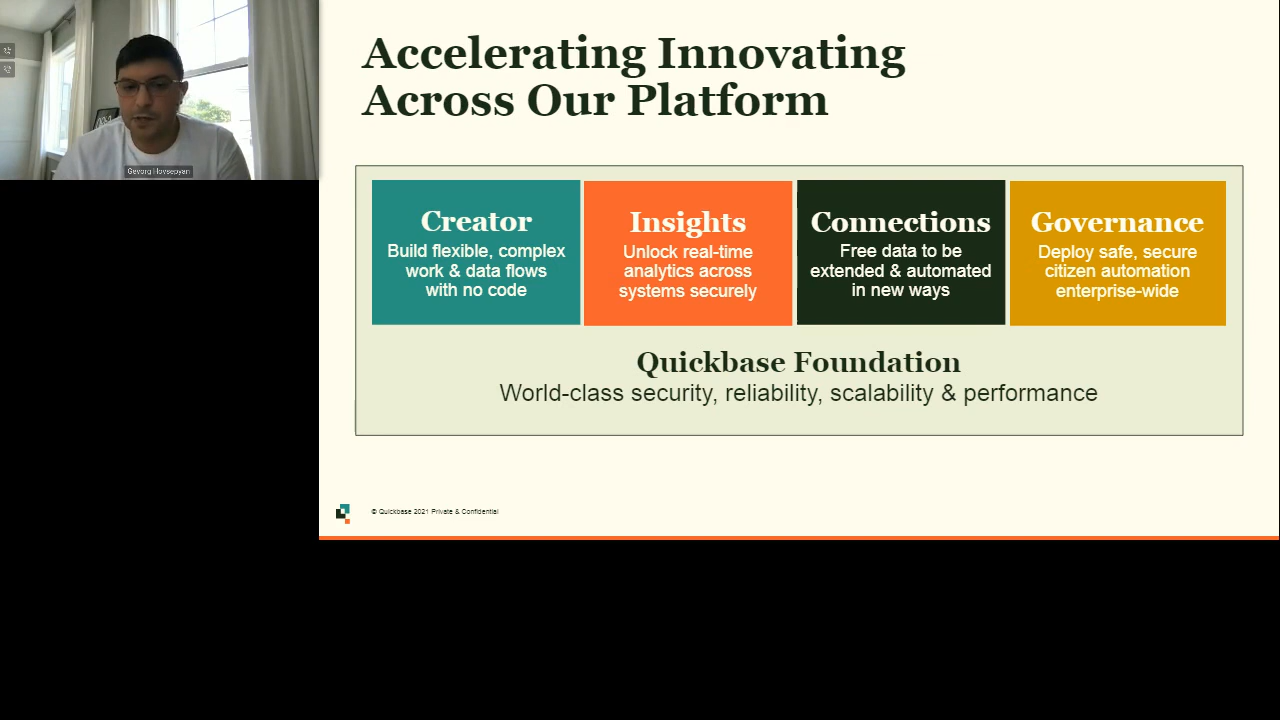 Gevorg Hovsepyan
Accelerating Innovating
Across Our Platform
Creator
Build flexible, complex
work & data flows
with no code
Insights
Unlock real-time
analytics across
systems securely
Connections
Free data to be
extended & automated
in new ways
Governance
Deploy safe, secure
citizen automation
enterprise-wide
Quickbase Foundation
World-class security, reliability, scalability & performance
© Quickbase 2021 Private & Confidential